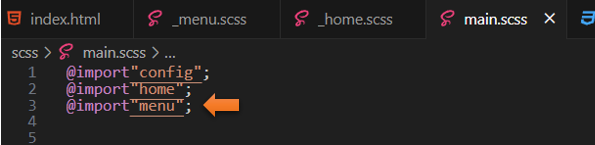 index.html _menu.scss _home.scss main.scss
scss > main.scss > ...
1 @import"config";
2 @import"home";
3 @import"menu";
4
5